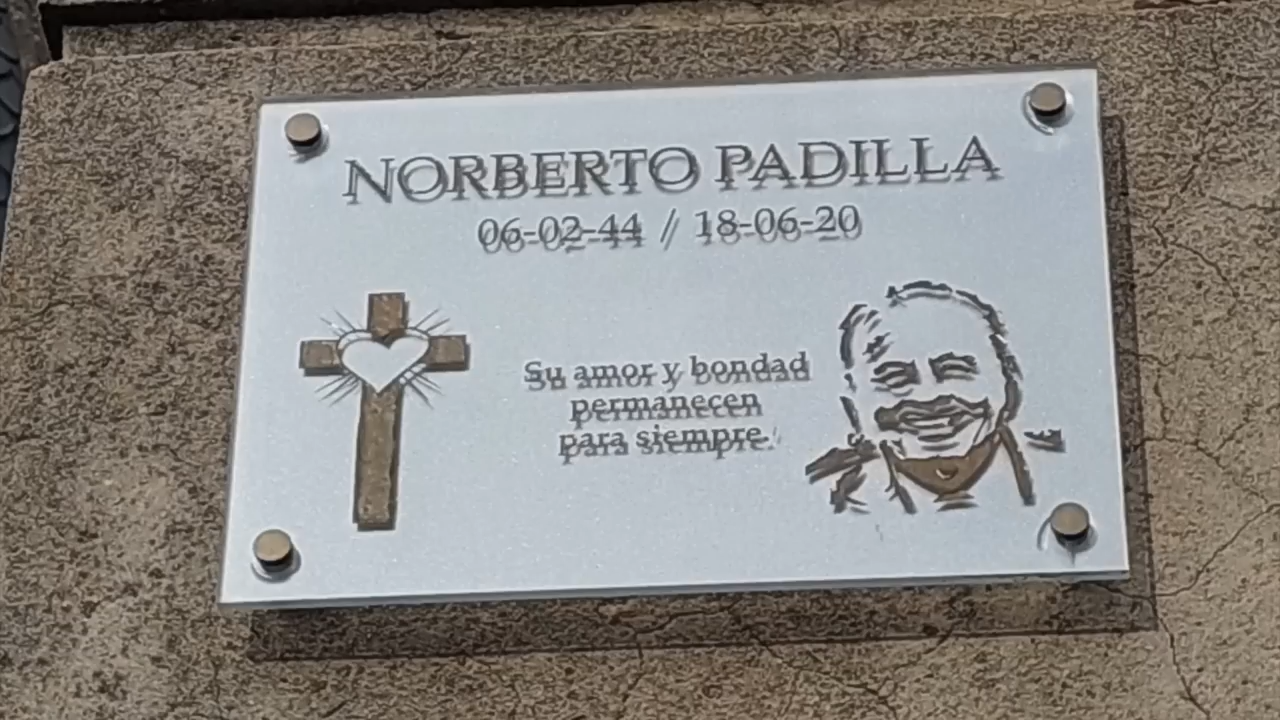 NORBERTO PADILLA
06-02-44 / 18-06-20
Su amor y bondad
permanecen
para siempre.